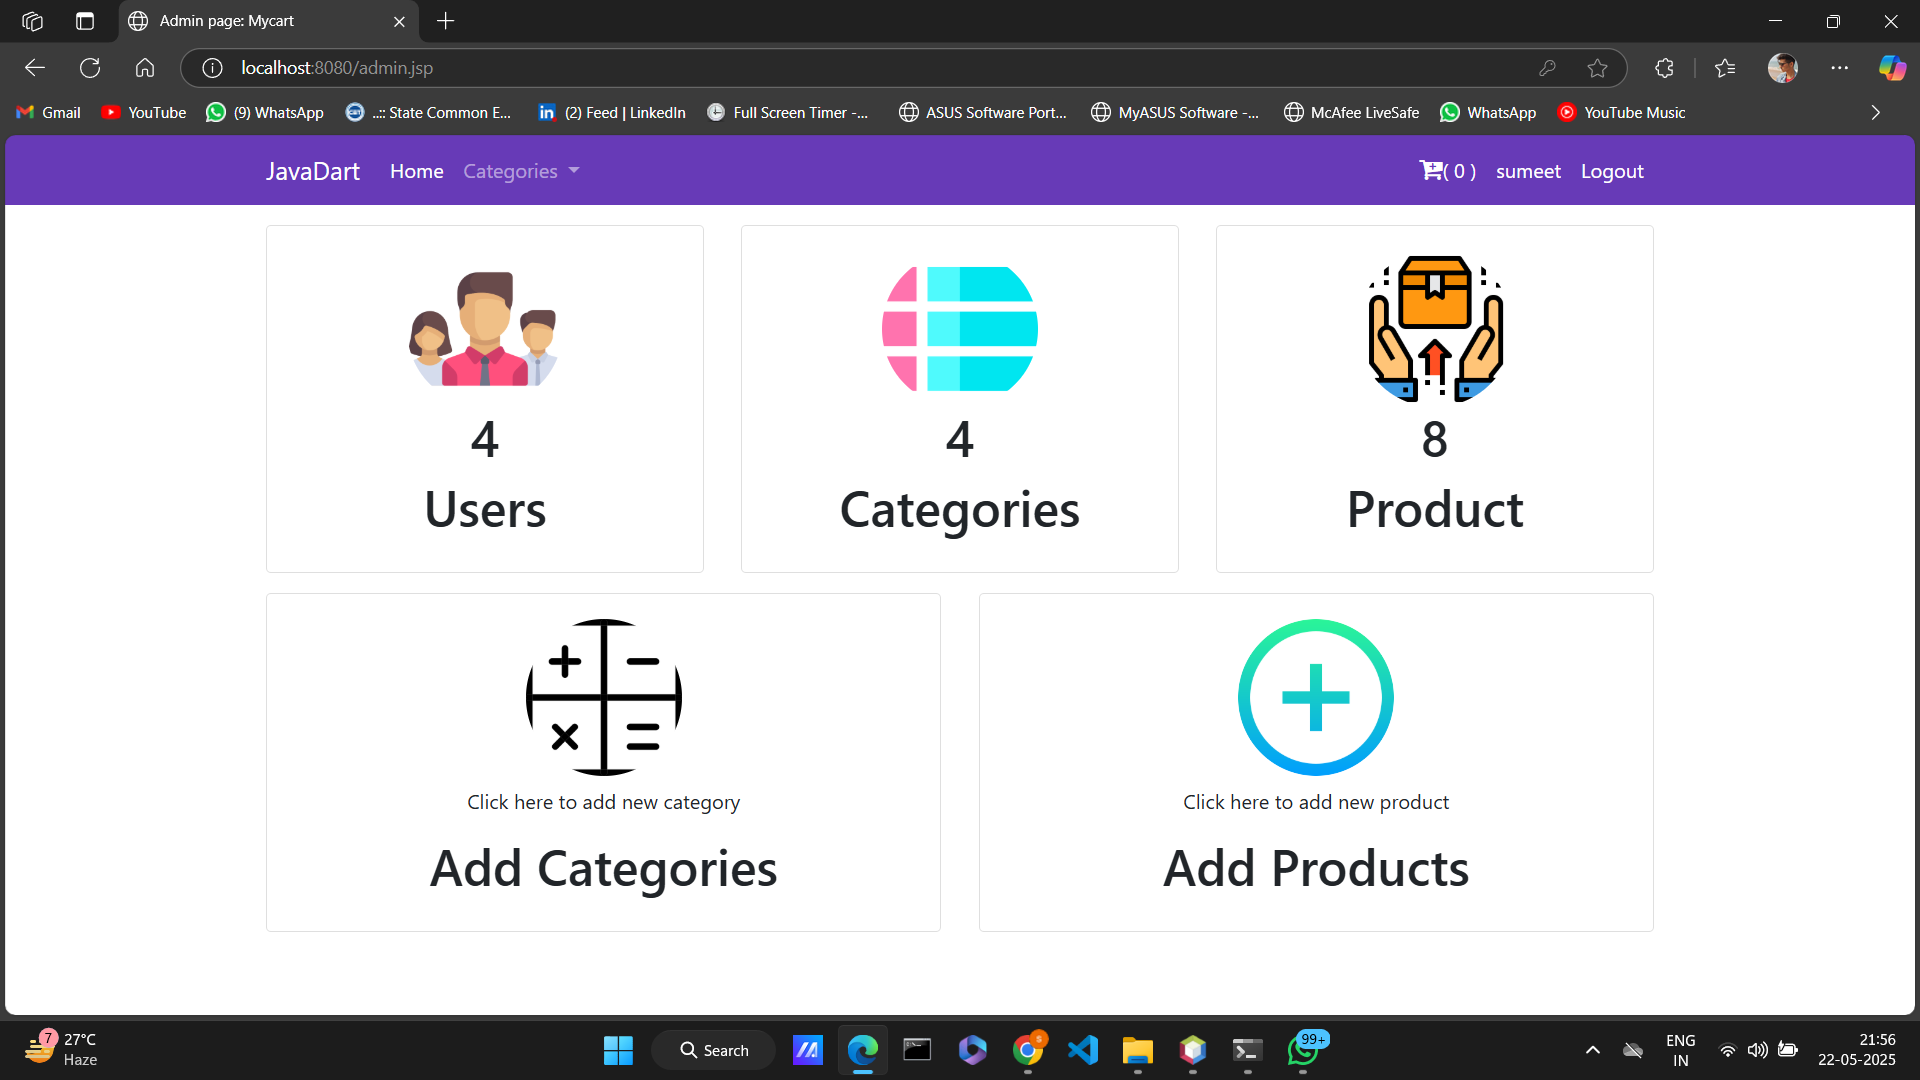 Admin page: Mycart
localhost:8080/admin.jsp
Gmail YouTube (9) WhatsApp ..:: State Common E... (2) Feed | LinkedIn Full Screen Timer -... ASUS Software Port... MyASUS Software -... McAfee LiveSafe WhatsApp YouTube Music
JavaDart Home Categories ( 0 ) sumeet Logout
4
Users
4
Categories
8
Product
Click here to add new category
Add Categories
Click here to add new product
Add Products
7
27°C
Haze
Search
$
99+
ENG
IN
21:56
22-05-2025